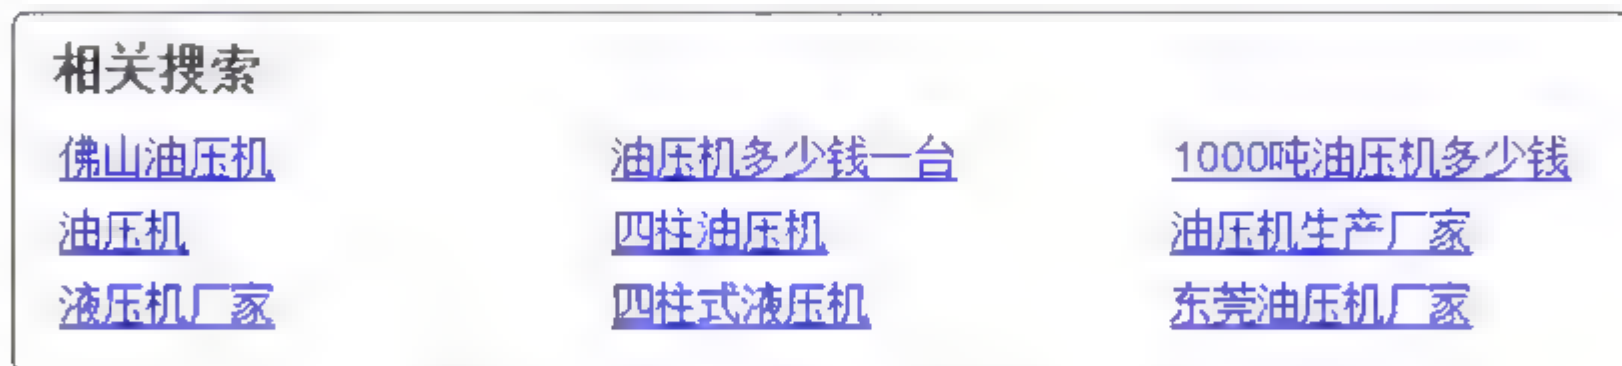 相关搜索
佛山油压机 油压机多少钱一台 1000吨油压机多少钱
油压机 四柱油压机 油压机生产厂家
液压机厂家 四柱式液压机 东莞油压机厂家